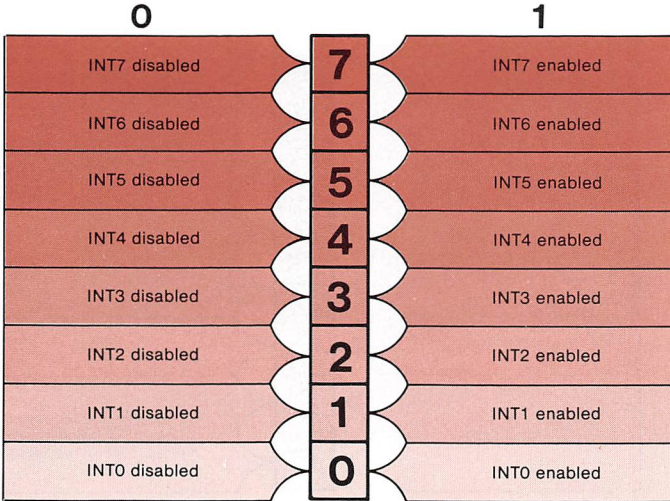 0 1
INT7 disabled 7 INT7 enabled
INT6 disabled 6 INT6 enabled
INT5 disabled 5 INT5 enabled
INT4 disabled 4 INT4 enabled
INT3 disabled 3 INT3 enabled
INT2 disabled 2 INT2 enabled
INT1 disabled 1 INT1 enabled
INT0 disabled 0 INT0 enabled